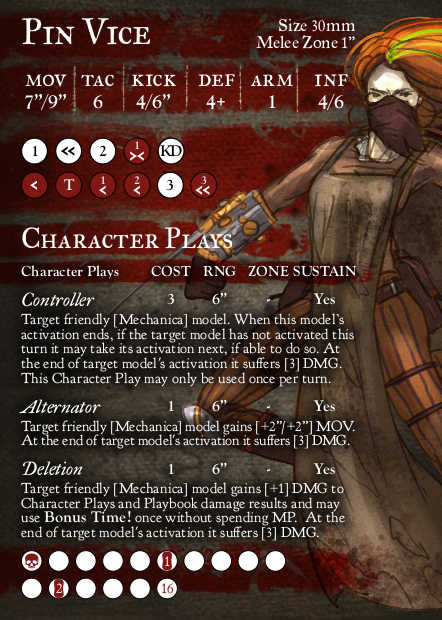 Pin Vice
Size 30mm
Melee Zone 1"
MOV TAC KICK DEF ARM INF
7"/9" 6 4/6" 4+ 1 4/6
1 << 2 1 >< KD
< T 1 < 2 < 3 3 <<
Character Plays
Character Plays COST RNG ZONE SUSTAIN
Controller 3 6" - Yes
Target friendly [Mechanica] model. When this model's
activation ends, if the target model has not activated this
turn it may take its activation next, if able to do so. At
the end of target model's activation it suffers [3] DMG.
This Character Play may only be used once per turn.
Alternator 1 6" - Yes
Target friendly [Mechanica] model gains [+2"/+2"] MOV.
At the end of target model's activation it suffers [3] DMG.
Deletion 1 6" - Yes
Target friendly [Mechanica] model gains [+1] DMG to
Character Plays and Playbook damage results and may
use Bonus Time! once without spending MP. At the
end of target model's activation it suffers [3] DMG.
1
2 16